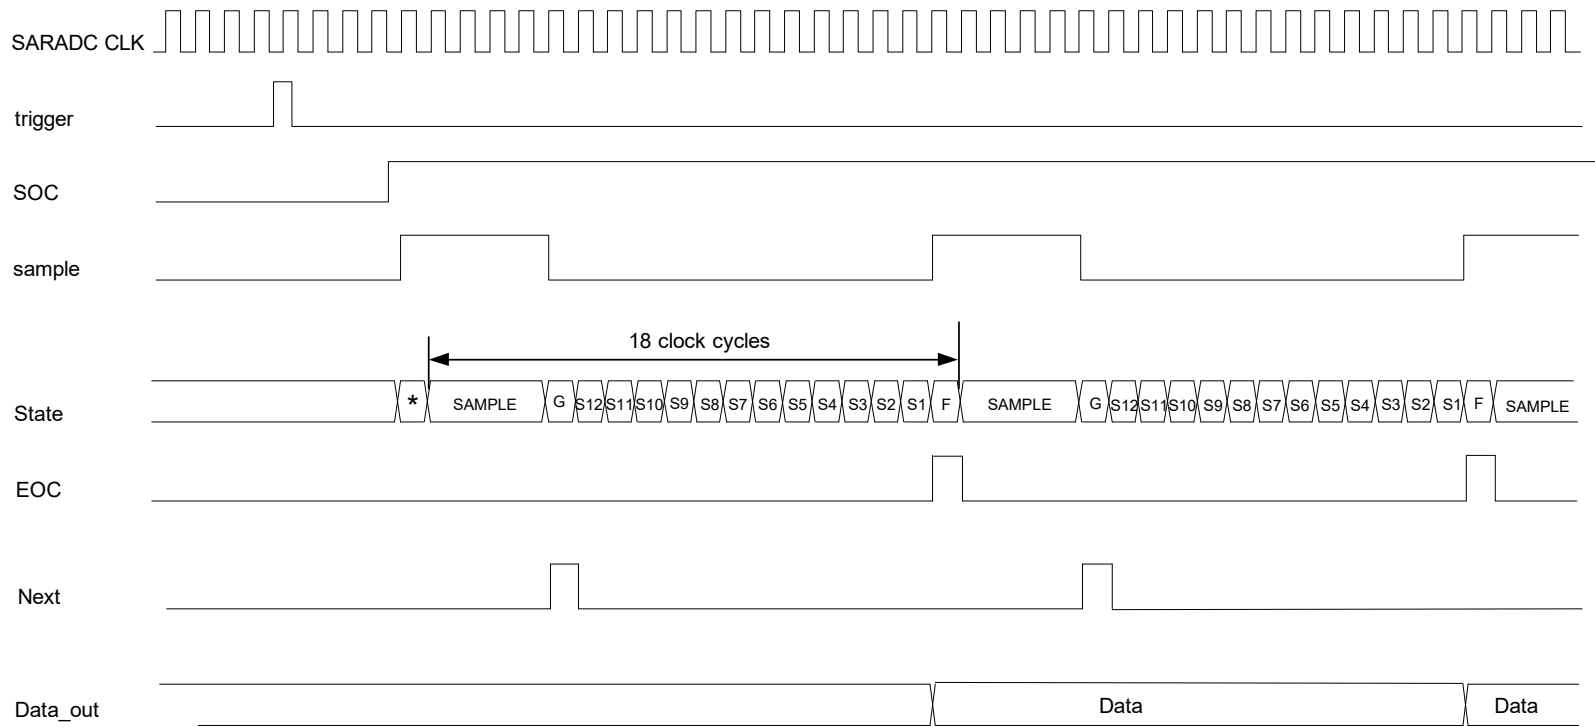 SARADC CLK
trigger
SOC
sample
18 clock cycles
State * SAMPLE G S12 S11 S10 S9 S8 S7 S6 S5 S4 S3 S2 S1 F SAMPLE G S12 S11 S10 S9 S8 S7 S6 S5 S4 S3 S2 S1 F SAMPLE
EOC
Next
Data_out Data Data